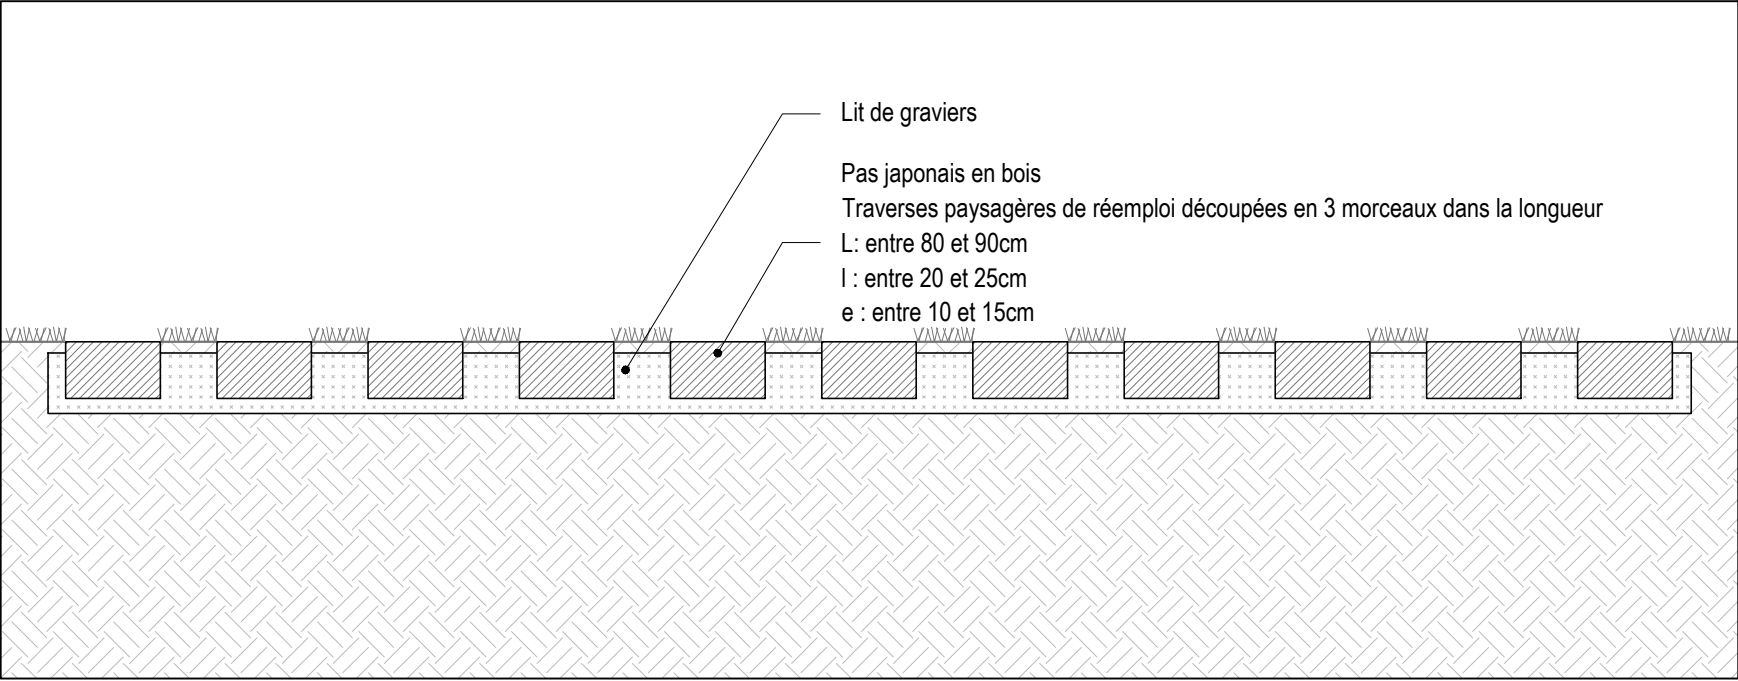 Lit de graviers
Pas japonais en bois
Traverses paysagères de réemploi découpées en 3 morceaux dans la longueur
L: entre 80 et 90cm
l : entre 20 et 25cm
e : entre 10 et 15cm